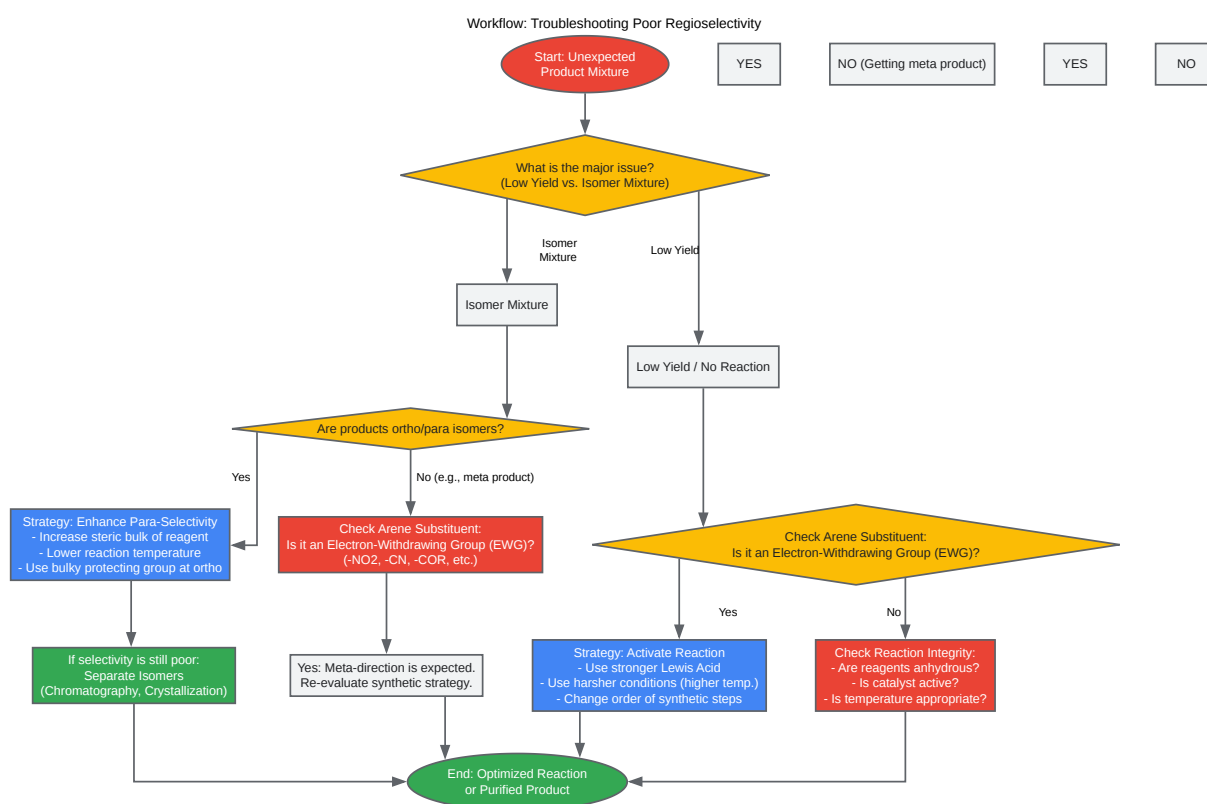 Workflow: Troubleshooting Poor Regioselectivity
Start: Unexpected
Product Mixture
YES
NO (Getting meta product)
YES
NO
What is the major issue?
(Low Yield vs. Isomer Mixture)
Isomer
Mixture
Low Yield
Isomer Mixture
Low Yield / No Reaction
Are products ortho/para isomers?
Yes
No (e.g., meta product)
Strategy: Enhance Para-Selectivity
- Increase steric bulk of reagent
- Lower reaction temperature
- Use bulky protecting group at ortho
Check Arene Substituent:
Is it an Electron-Withdrawing Group (EWG)?
(-NO2, -CN, -COR, etc.)
Check Arene Substituent:
Is it an Electron-Withdrawing Group (EWG)?
Yes
No
If selectivity is still poor:
Separate Isomers
(Chromatography, Crystallization)
Yes: Meta-direction is expected.
Re-evaluate synthetic strategy.
Strategy: Activate Reaction
- Use stronger Lewis Acid
- Use harsher conditions (higher temp.)
- Change order of synthetic steps
Check Reaction Integrity:
- Are reagents anhydrous?
- Is catalyst active?
- Is temperature appropriate?
End: Optimized Reaction
or Purified Product